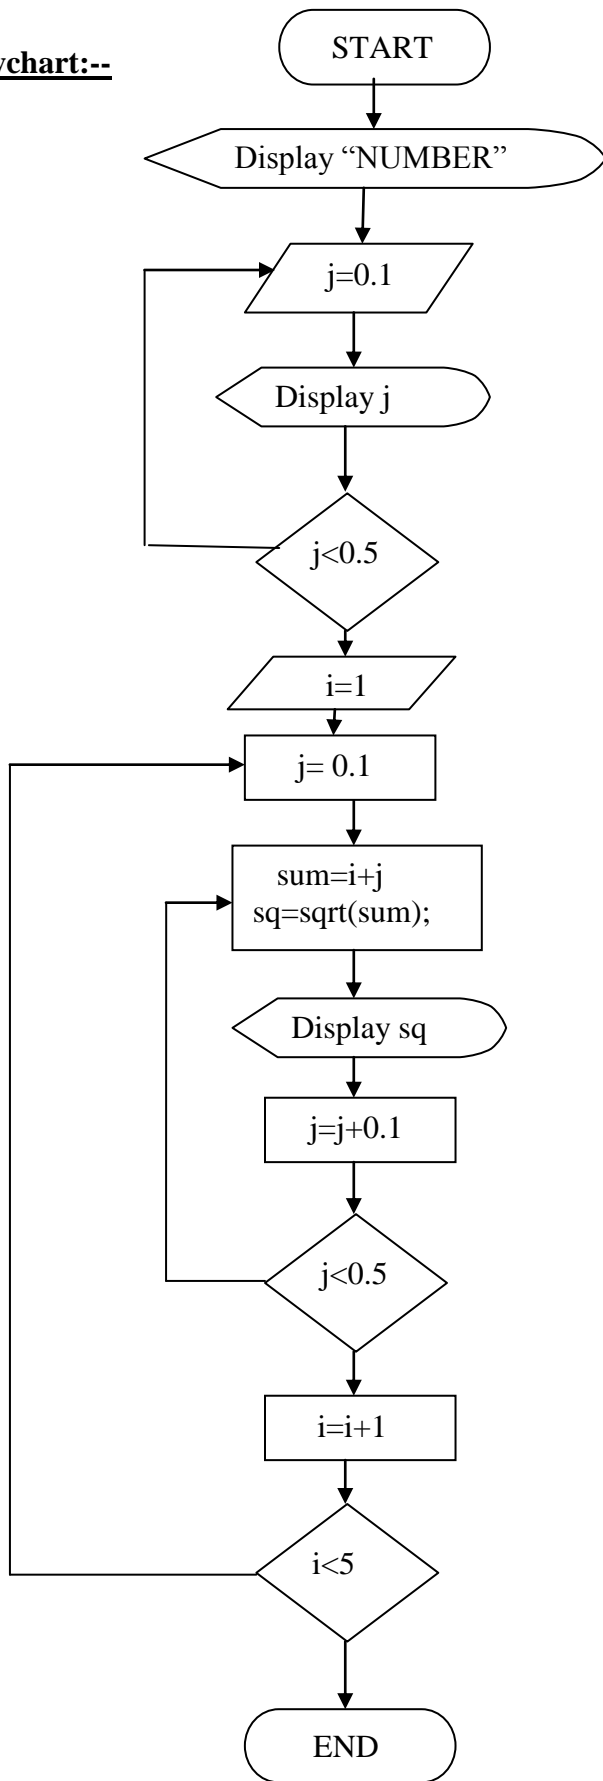 START
vchart:--
Display “NUMBER”
j=0.1
Display j
j<0.5
i=1
j= 0.1
sum=i+j
sq=sqrt(sum);
Display sq
j=j+0.1
j<0.5
i=i+1
i<5
END